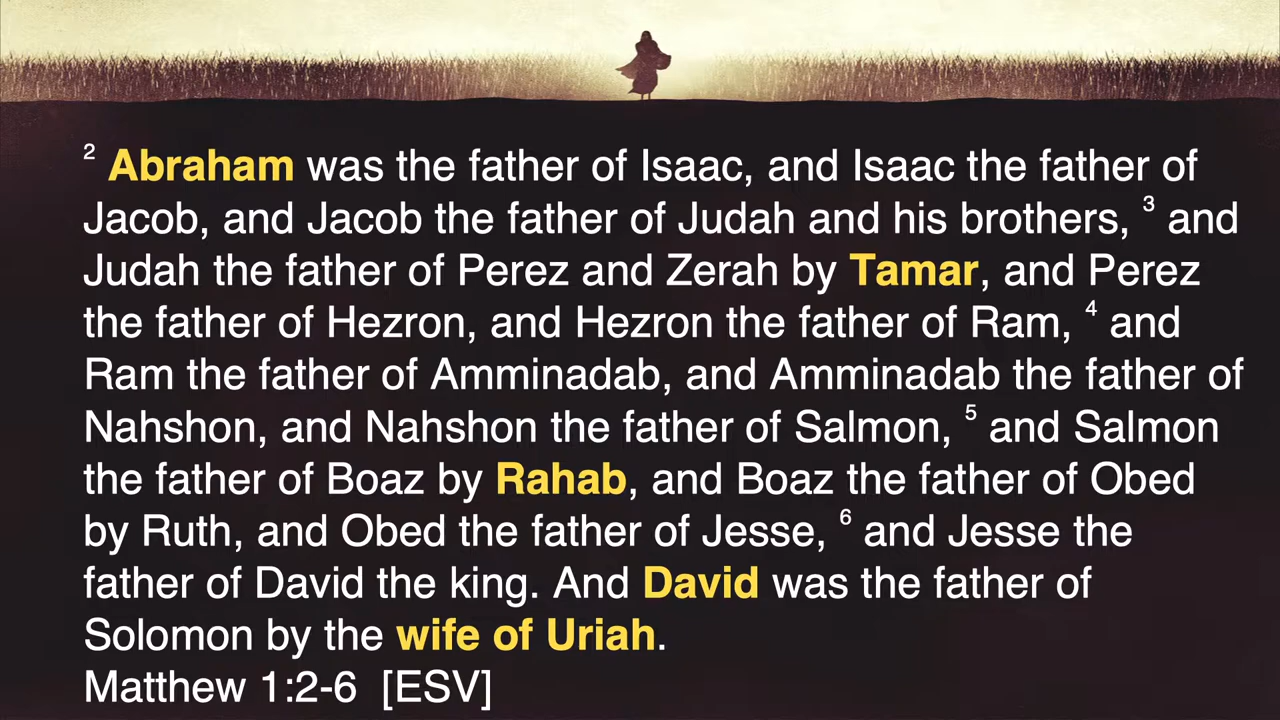 2 Abraham was the father of Isaac, and Isaac the father of
Jacob, and Jacob the father of Judah and his brothers, 3 and
Judah the father of Perez and Zerah by Tamar, and Perez
the father of Hezron, and Hezron the father of Ram, 4 and
Ram the father of Amminadab, and Amminadab the father of
Nahshon, and Nahshon the father of Salmon, 5 and Salmon
the father of Boaz by Rahab, and Boaz the father of Obed
by Ruth, and Obed the father of Jesse, 6 and Jesse the
father of David the king. And David was the father of
Solomon by the wife of Uriah.
Matthew 1:2-6 [ESV]